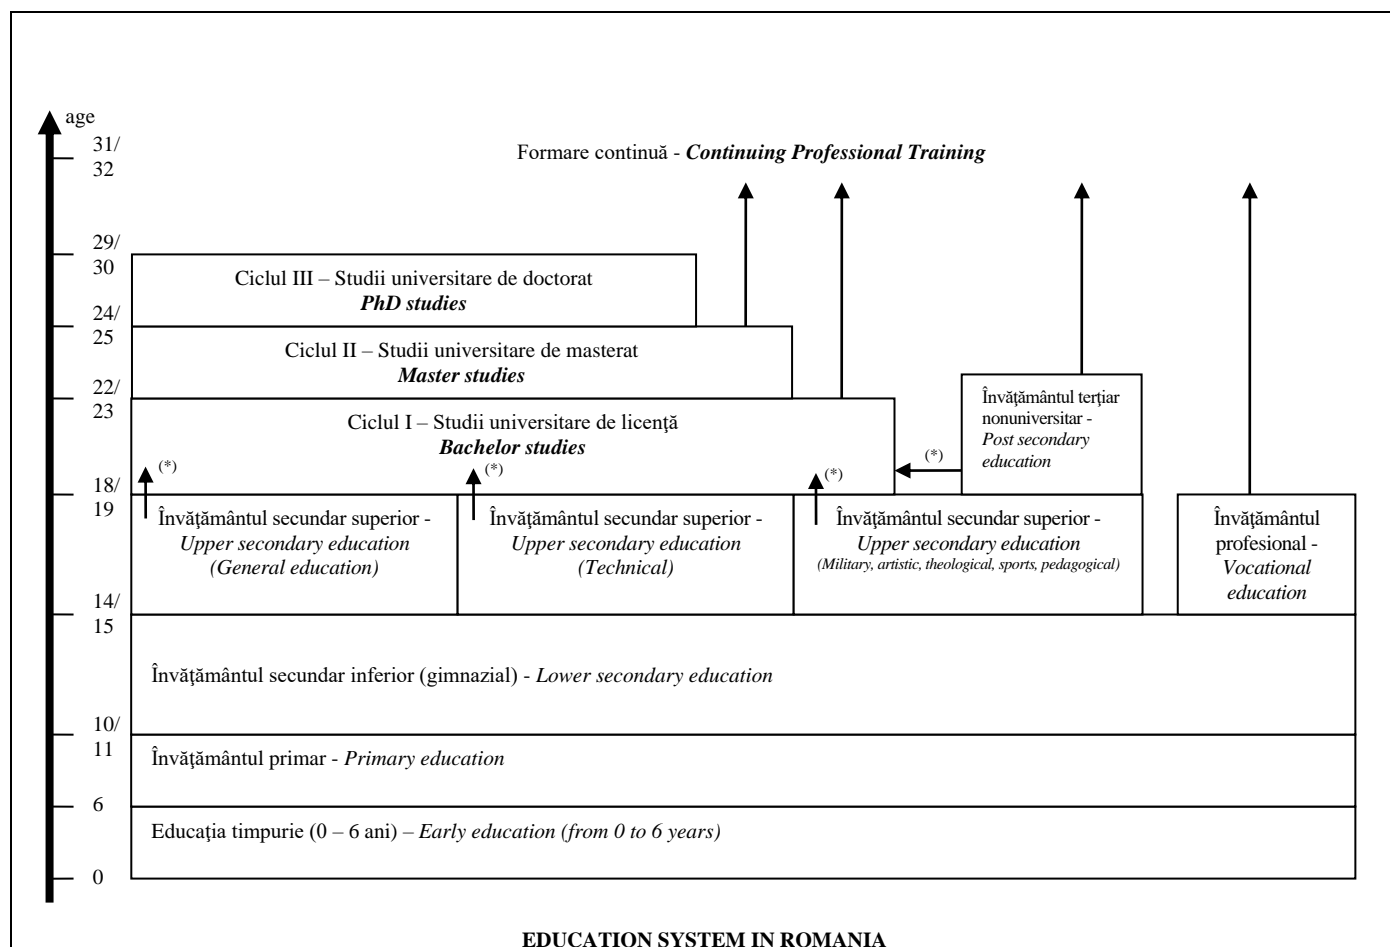 age
31/
32
Formare continuă - Continuing Professional Training
29/
30
Ciclul III – Studii universitare de doctorat
PhD studies
24/
25
Ciclul II – Studii universitare de masterat
Master studies
22/
23
Ciclul I – Studii universitare de licenţă
Bachelor studies
Învăţământul terţiar
nonuniversitar -
Post secondary
education
(*)
(*)
(*)
(*)
18/
19
Învăţământul secundar superior -
Upper secondary education
(General education)
Învăţământul secundar superior -
Upper secondary education
(Technical)
Învăţământul secundar superior -
Upper secondary education
(Military, artistic, theological, sports, pedagogical)
Învăţământul
profesional -
Vocational
education
14/
15
Învăţământul secundar inferior (gimnazial) - Lower secondary education
10/
11
Învăţământul primar - Primary education
6
Educaţia timpurie (0 – 6 ani) – Early education (from 0 to 6 years)
0
EDUCATION SYSTEM IN ROMANIA